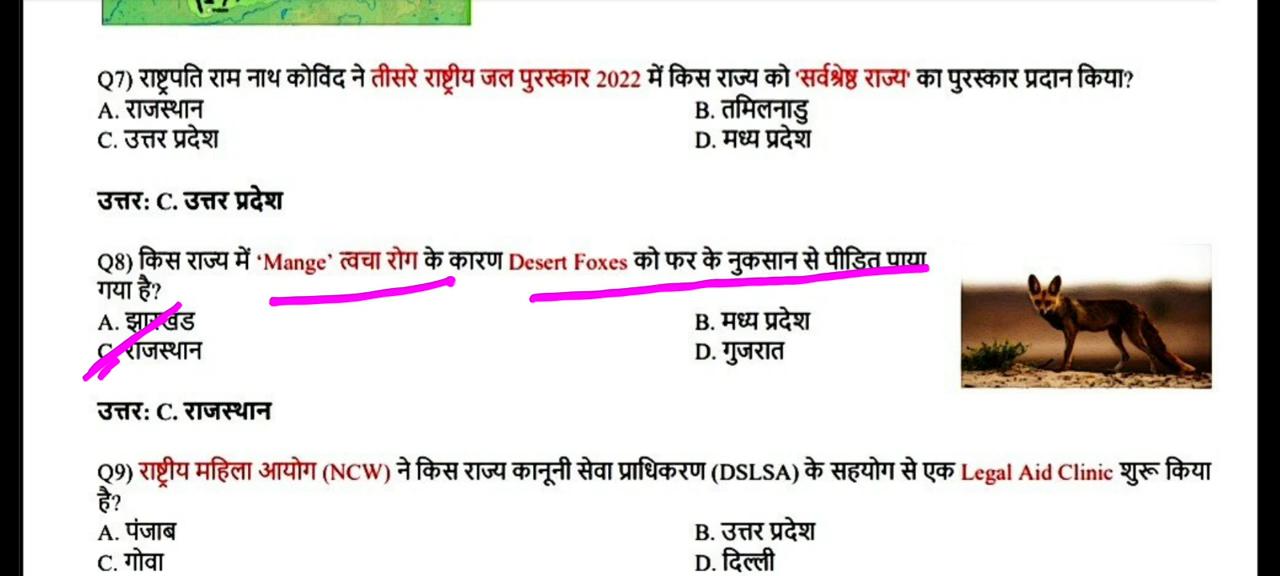 Q7) राष्ट्रपति राम नाथ कोविंद ने तीसरे राष्ट्रीय जल पुरस्कार 2022 में किस राज्य को 'सर्वश्रेष्ठ राज्य' का पुरस्कार प्रदान किया?
A. राजस्थान B. तमिलनाडु
C. उत्तर प्रदेश D. मध्य प्रदेश
उत्तर: C. उत्तर प्रदेश
Q8) किस राज्य में ‘Mange’ त्वचा रोग के कारण Desert Foxes को फर के नुकसान से पीड़ित पाया
गया है?
A. झारखंड B. मध्य प्रदेश
C. राजस्थान D. गुजरात
उत्तर: C. राजस्थान
Q9) राष्ट्रीय महिला आयोग (NCW) ने किस राज्य कानूनी सेवा प्राधिकरण (DSLSA) के सहयोग से एक Legal Aid Clinic शुरू किया
है?
A. पंजाब B. उत्तर प्रदेश
C. गोवा D. दिल्ली